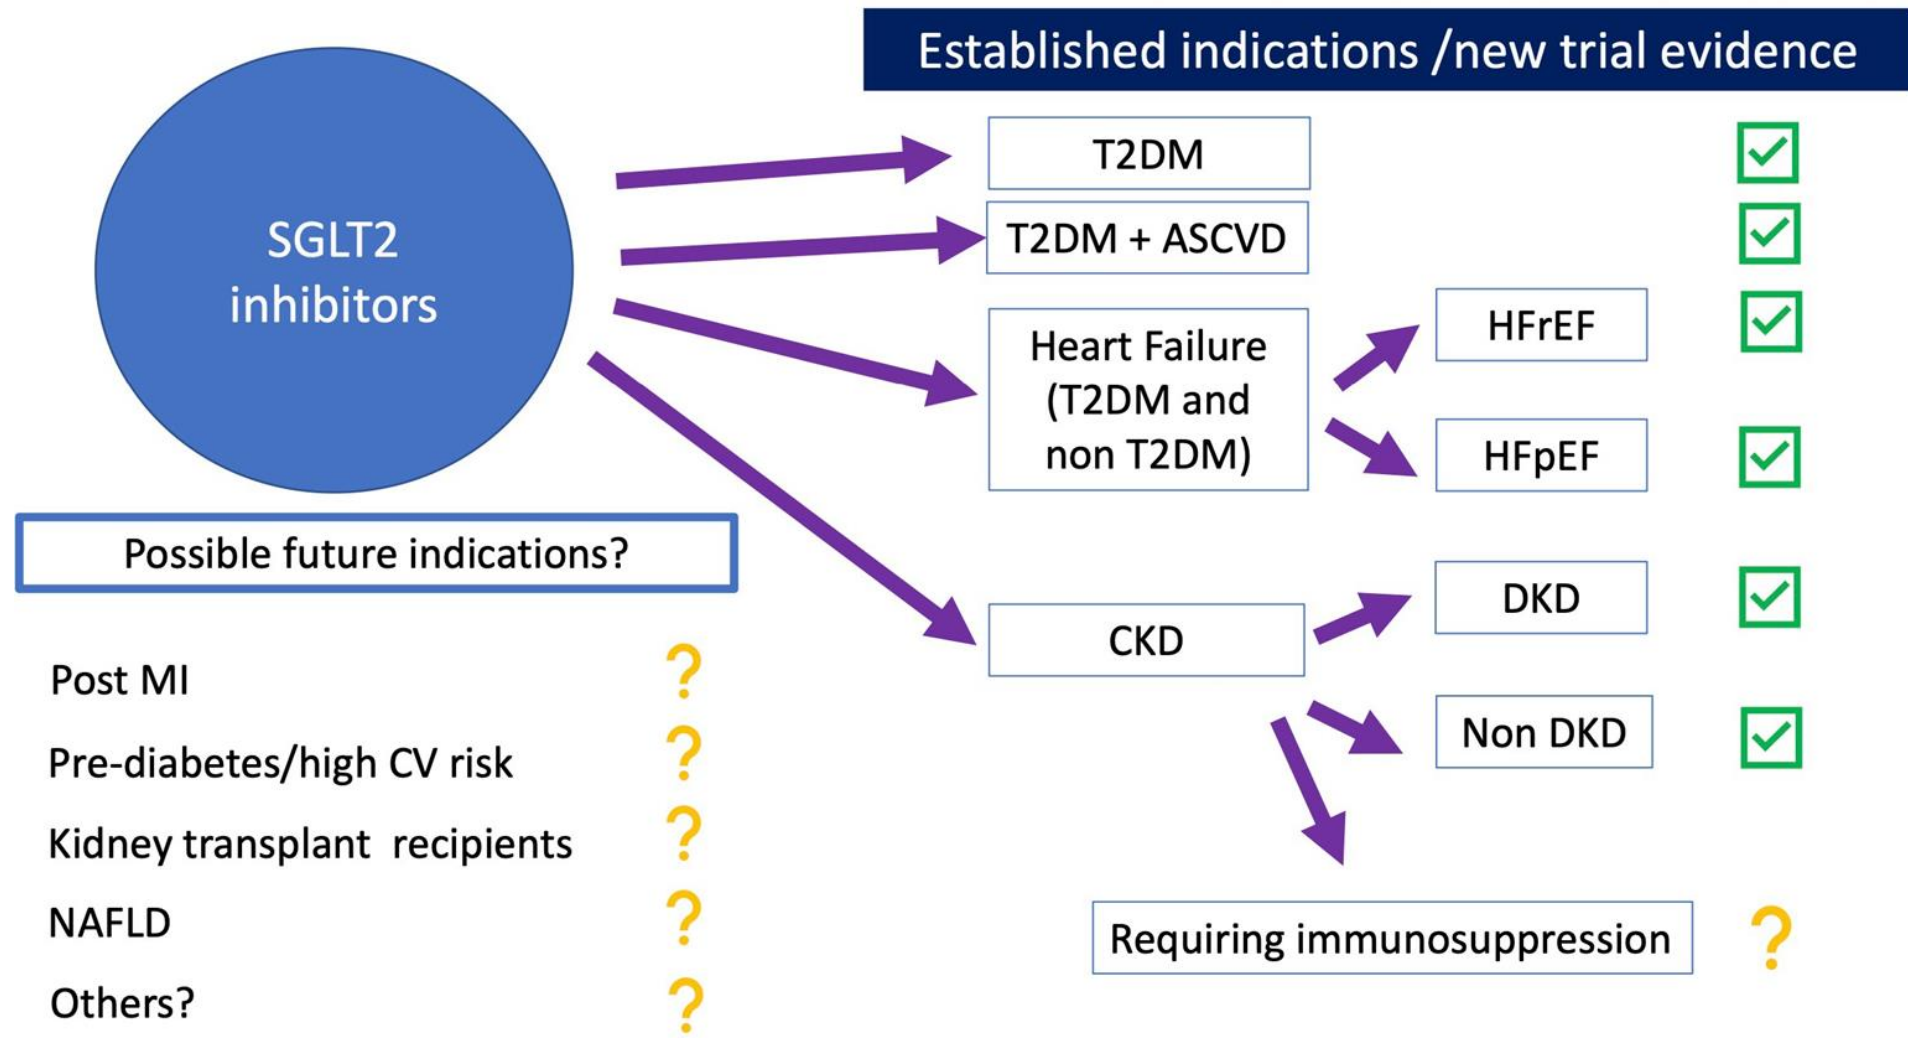 Established indications /new trial evidence
SGLT2
inhibitors
T2DM
T2DM + ASCVD
Heart Failure
(T2DM and
non T2DM)
HFrEF
HFpEF
CKD
DKD
Non DKD
Requiring immunosuppression
?
Possible future indications?
Post MI ?
Pre-diabetes/high CV risk ?
Kidney transplant recipients ?
NAFLD ?
Others? ?